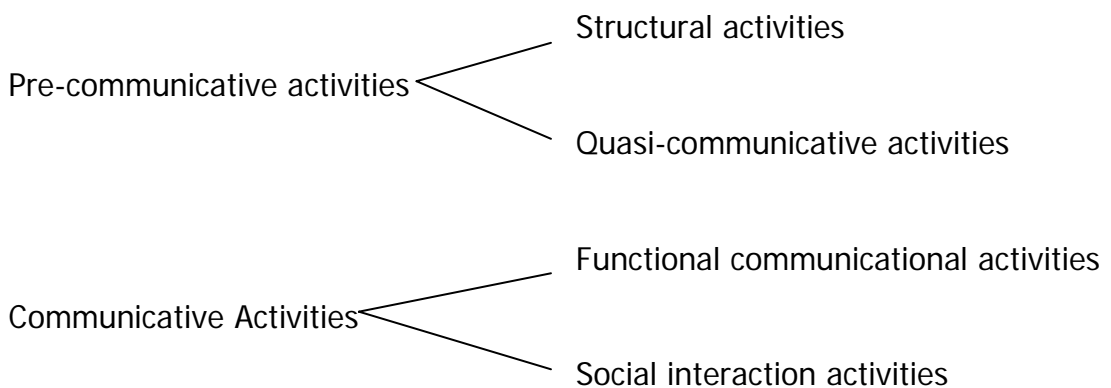 Structural activities
Pre-communicative activities
Quasi-communicative activities
Functional communicational activities
Communicative Activities
Social interaction activities